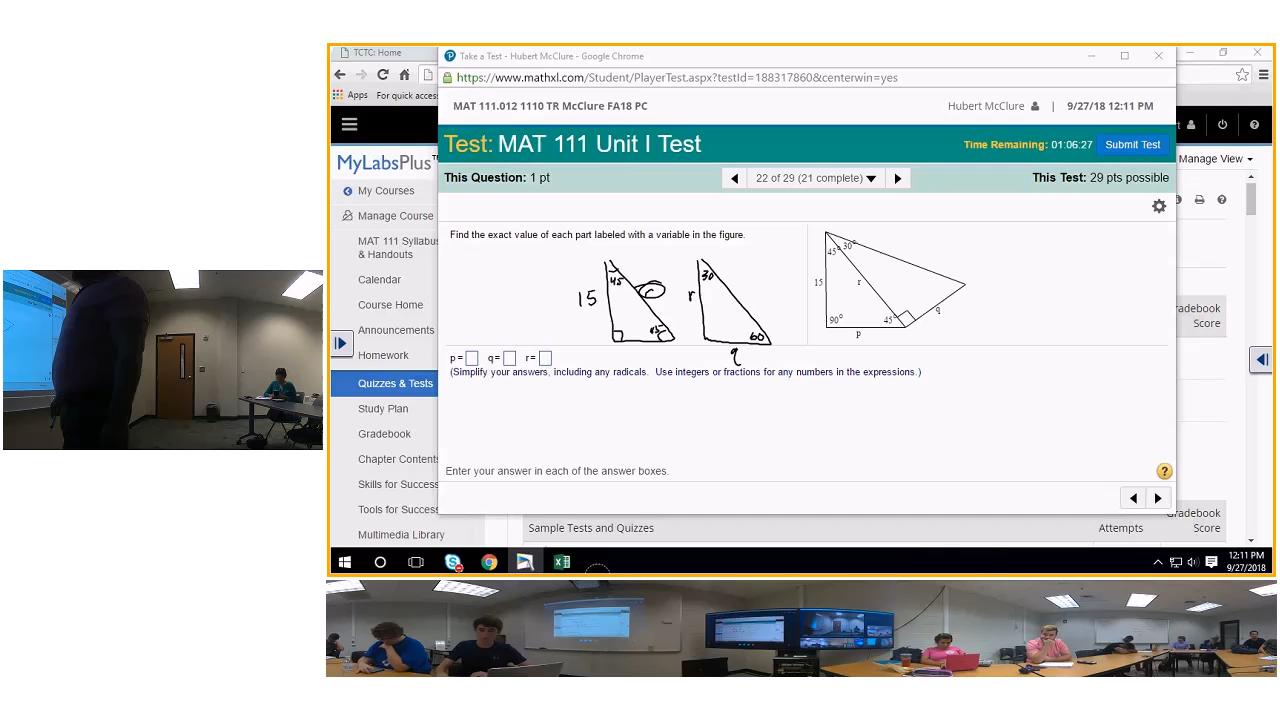 TCTC: Home
Take a Test - Hubert McClure - Google Chrome
https://www.mathxl.com/Student/PlayerTest.aspx?testId=188317860&centerwin=yes
Apps For quick access
MAT 111.012 1110 TR McClure FA18 PC
Hubert McClure 9/27/18 12:11 PM
Test: MAT 111 Unit I Test
Time Remaining: 01:06:27 Submit Test
MyLabsPlus
Manage View
This Question: 1 pt
22 of 29 (21 complete)
This Test: 29 pts possible
My Courses
Manage Course
MAT 111 Syllabus
& Handouts
Calendar
Course Home
Announcements
Homework
Quizzes & Tests
Study Plan
Gradebook
Chapter Contents
Skills for Success
Tools for Success
Multimedia Library
Find the exact value of each part labeled with a variable in the figure.
15
45
45
r
30
r
60
q
45° 30°
15
r
90°
45°
q
p
p= q= r=
(Simplify your answers, including any radicals. Use integers or fractions for any numbers in the expressions.)
Enter your answer in each of the answer boxes.
Gradebook
Score
Gradebook
Score
Sample Tests and Quizzes
Attempts
12:11 PM
9/27/2018